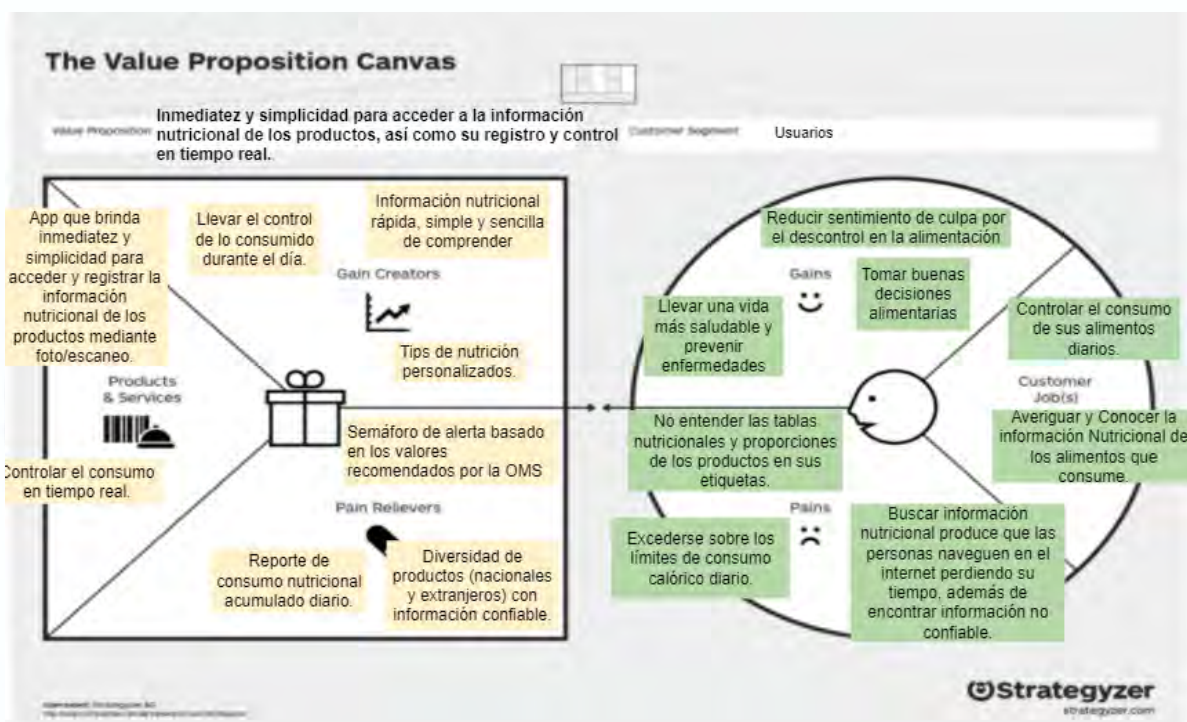 The Value Proposition Canvas
Value Proposition
Inmediatez y simplicidad para acceder a la información
nutricional de los productos, así como su registro y control
en tiempo real.
Customer Segment
Usuarios
App que brinda
inmediatez y
simplicidad para
acceder y registrar la
información
nutricional de los
productos mediante
foto/escaneo.
Llevar el control
de lo consumido
durante el día.
Información nutricional
rápida, simple y sencilla
de comprender
Gain Creators
Tips de nutrición
personalizados.
Products
& Services
Controlar el consumo
en tiempo real.
Semáforo de alerta basado
en los valores
recomendados por la OMS
Pain Relievers
Reporte de
consumo nutricional
acumulado diario.
Diversidad de
productos (nacionales
y extranjeros) con
información confiable.
Reducir sentimiento de culpa por
el descontrol en la alimentación
Gains
Tomar buenas
decisiones
alimentarias
Llevar una vida
más saludable y
prevenir
enfermedades
Controlar el consumo
de sus alimentos
diarios.
Customer
Job(s)
Averiguar y Conocer la
información Nutricional de
los alimentos que
consume.
No entender las tablas
nutricionales y proporciones
de los productos en sus
etiquetas.
Pains
Excederse sobre los
límites de consumo
calórico diario.
Buscar información
nutricional produce que las
personas naveguen en el
internet perdiendo su
tiempo, además de
encontrar información no
confiable.
Strategyzer
strategyzer.com